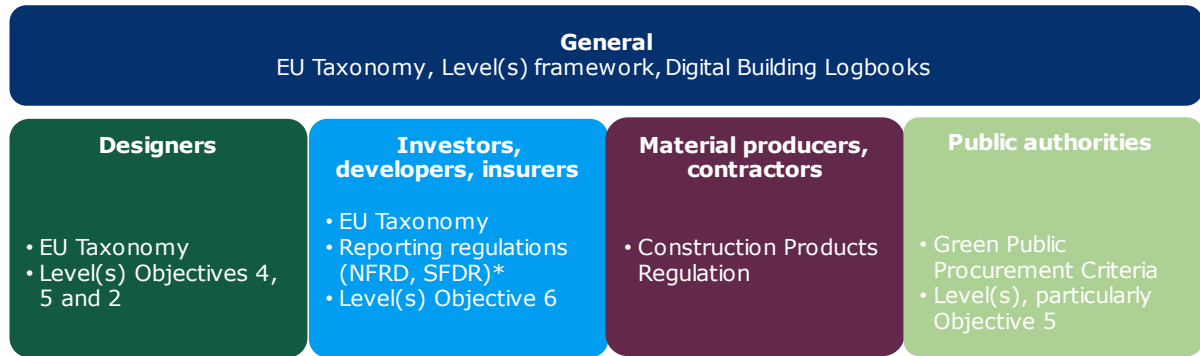 General
EU Taxonomy, Level(s) framework, Digital Building Logbooks
Designers
• EU Taxonomy
• Level(s) Objectives 4,
5 and 2
Investors,
developers, insurers
• EU Taxonomy
• Reporting regulations
(NFRD, SFDR)*
• Level(s) Objective 6
Material producers,
contractors
• Construction Products
Regulation
Public authorities
• Green Public
Procurement Criteria
• Level(s), particularly
Objective 5